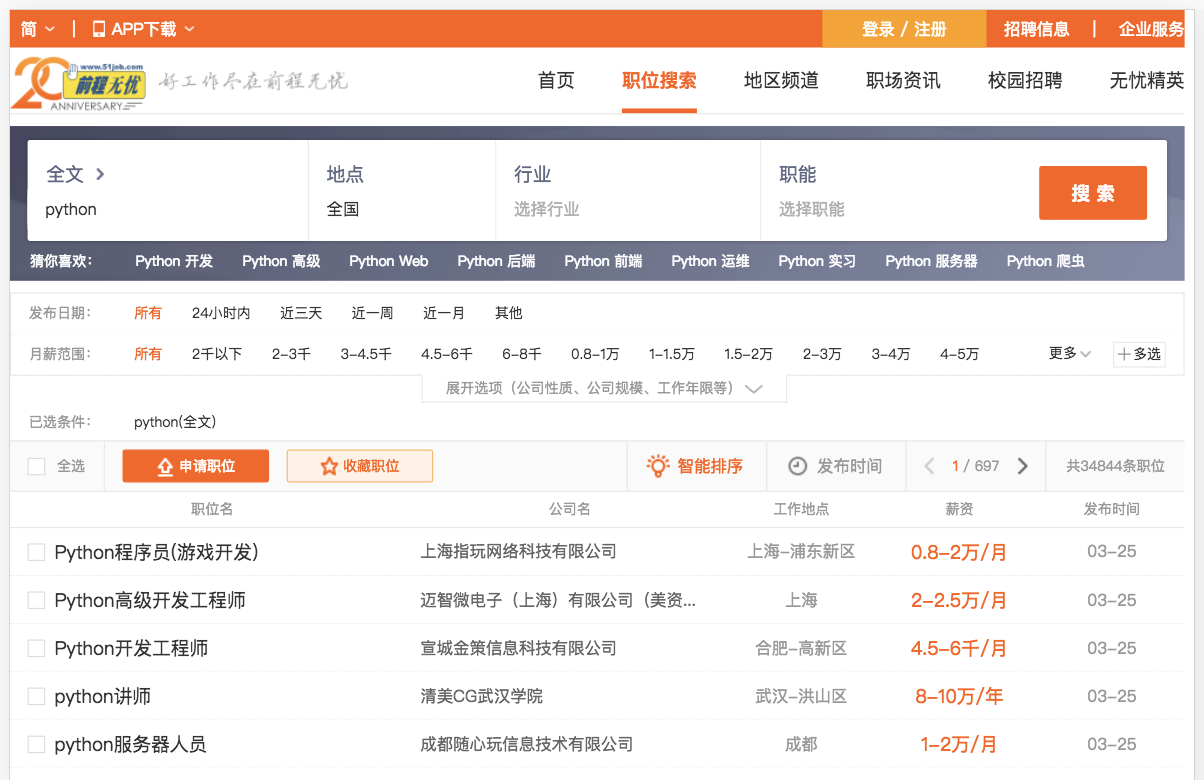 简 | APP下载 登录 / 注册 招聘信息 | 企业服务
20 www.51job.com 前程无忧 ANNIVERSARY 好工作尽在前程无忧
首页 职位搜索 地区频道 职场资讯 校园招聘 无忧精英
全文 > 地点 行业 职能
python 全国 选择行业 选择职能 搜 索
猜你喜欢： Python 开发 Python 高级 Python Web Python 后端 Python 前端 Python 运维 Python 实习 Python 服务器 Python 爬虫
发布日期： 所有 24小时内 近三天 近一周 近一月 其他
月薪范围： 所有 2千以下 2-3千 3-4.5千 4.5-6千 6-8千 0.8-1万 1-1.5万 1.5-2万 2-3万 3-4万 4-5万 更多 +多选
展开选项（公司性质、公司规模、工作年限等）
已选条件： python(全文)
全选 申请职位 收藏职位 智能排序 发布时间 < 1 / 697 > 共34844条职位
职位名 公司名 工作地点 薪资 发布时间
Python程序员(游戏开发) 上海指玩网络科技有限公司 上海-浦东新区 0.8-2万/月 03-25
Python高级开发工程师 迈智微电子（上海）有限公司（美资... 上海 2-2.5万/月 03-25
Python开发工程师 宣城金策信息科技有限公司 合肥-高新区 4.5-6千/月 03-25
python讲师 清美CG武汉学院 武汉-洪山区 8-10万/年 03-25
python服务器人员 成都随心玩信息技术有限公司 成都 1-2万/月 03-25